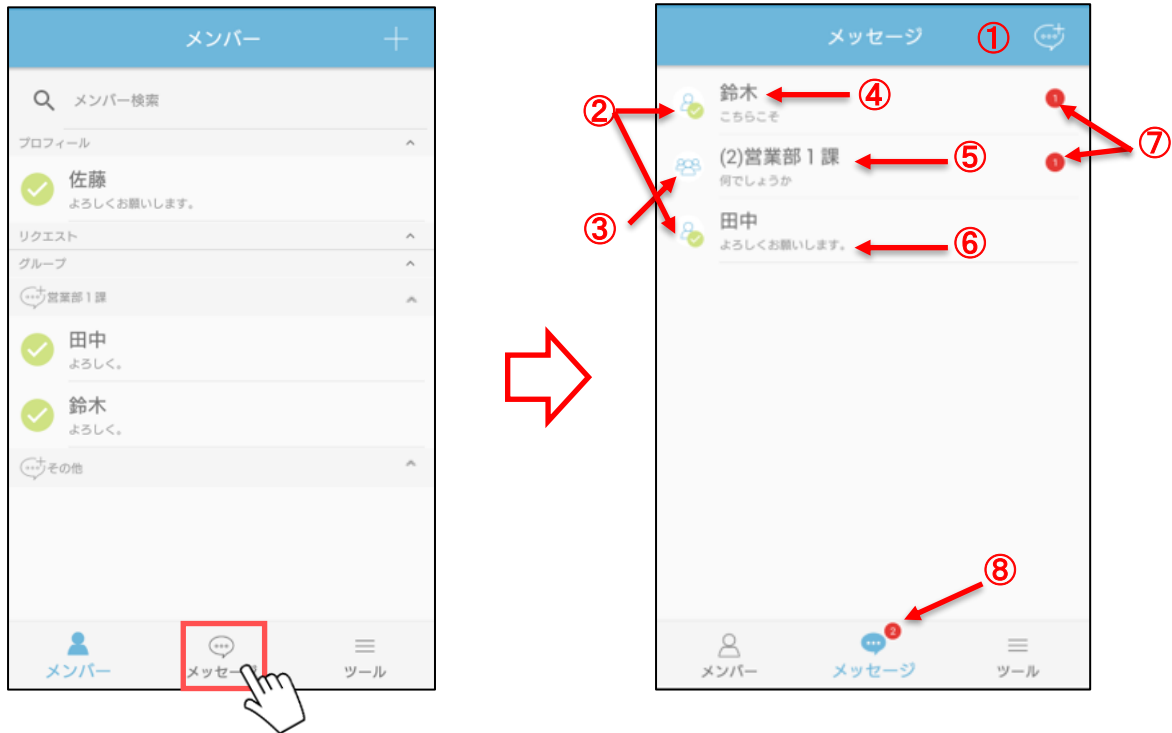 メンバー
メンバー検索
プロフィール
佐藤
よろしくお願いします。
リクエスト
グループ
営業部1課
田中
よろしく。
鈴木
よろしく。
その他
メンバー
メッセージ
ツール
メッセージ
①
②
鈴木
④
こちらこそ
1
⑦
(2)営業部1課
⑤
何でしょうか
1
③
田中
よろしくお願いします。
⑥
⑧
2
メンバー
メッセージ
ツール